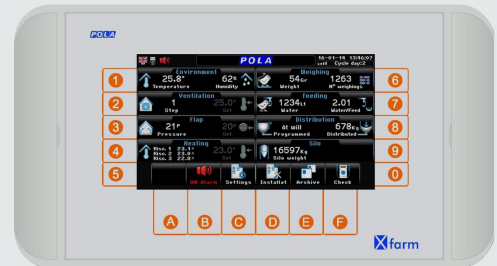 POLA
POLA
16-01-14 13:46:07
Cycle day:2
Environment
25.8°
Temperature
62%
Humidity
Weighing
54Gr
Weight
1263
N° weighings
Ventilation
1
Step
25.0°
Set
Feeding
1234Lt
Water
2.01
Water/Feed
Flap
21P
Pressure
20P
Set
Distribution
At will
Programmed
678Kg
Distributed
Heating
Risc. 1 23.1°
Risc. 2 23.0°
Risc. 3 22.8°
23.0°
Set
Silo
16597Kg
Silo weight
Alarm
Settings
Installat
Archive
Check
1
2
3
4
5
6
7
8
9
0
A
B
C
D
E
F
Xfarm